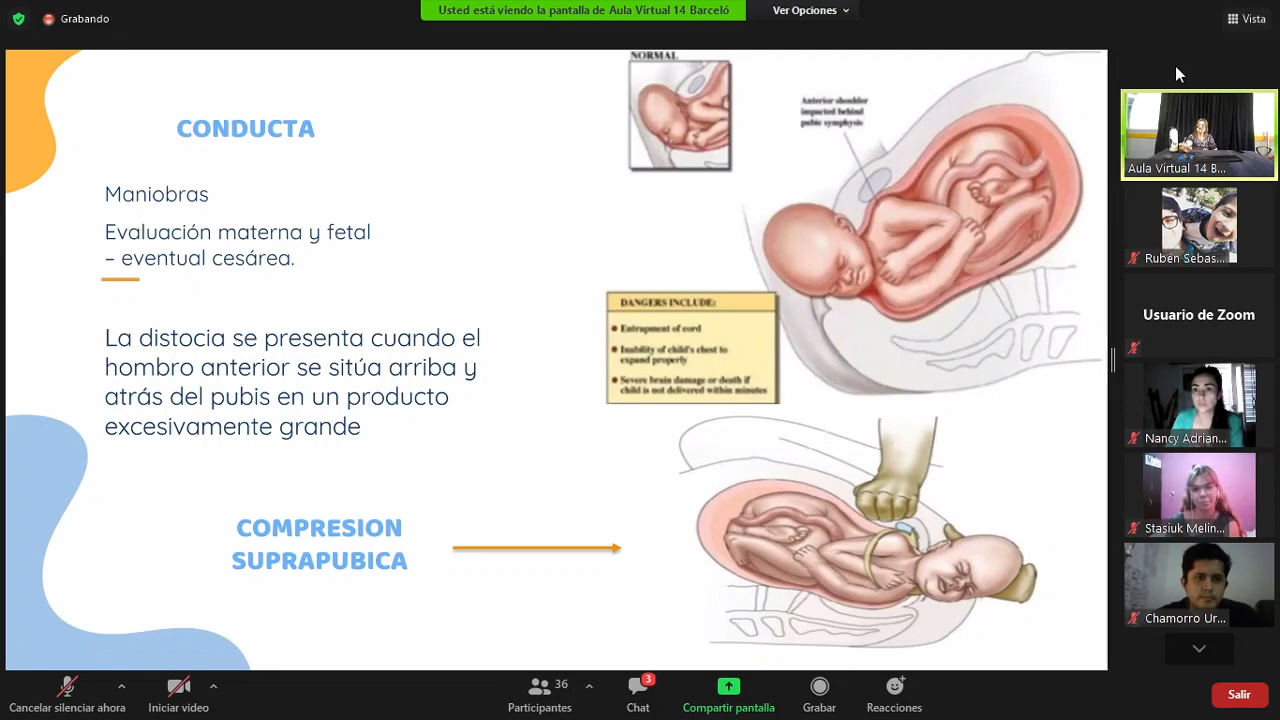 Grabando
Usted está viendo la pantalla de Aula Virtual 14 Barceló
Ver Opciones
Vista
CONDUCTA
Maniobras
Evaluación materna y fetal
– eventual cesárea.
La distocia se presenta cuando el
hombro anterior se sitúa arriba y
atrás del pubis en un producto
excesivamente grande
COMPRESION
SUPRAPUBICA
NORMAL
Anterior shoulder
impacted behind
pubic symphysis
DANGERS INCLUDE:
Entrapment of cord
Inability of child's chest to
expand properly
Severe brain damage or death if
child is not delivered within minutes
Aula Virtual 14 B...
Rubén Sebas...
Usuario de Zoom
Nancy Adrian...
Stasiuk Melin...
Chamorro Ur...
Cancelar silenciar ahora
Iniciar video
36
Participantes
3
Chat
Compartir pantalla
Grabar
Reacciones
Salir